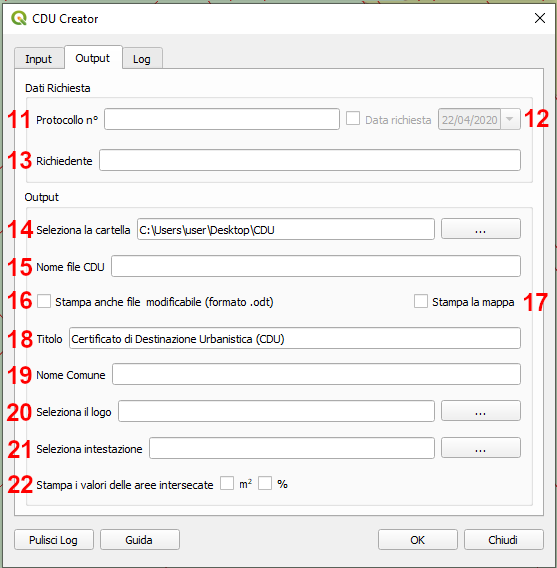 CDU Creator
Input Output Log
Dati Richiesta
11 Protocollo n° Data richiesta 22/04/2020 12
13 Richiedente
Output
14 Seleziona la cartella C:\Users\user\Desktop\CDU ...
15 Nome file CDU
16 Stampa anche file modificabile (formato .odt) Stampa la mappa 17
18 Titolo Certificato di Destinazione Urbanistica (CDU)
19 Nome Comune
20 Seleziona il logo ...
21 Seleziona intestazione ...
22 Stampa i valori delle aree intersecate m² %
Pulisci Log Guida OK Chiudi